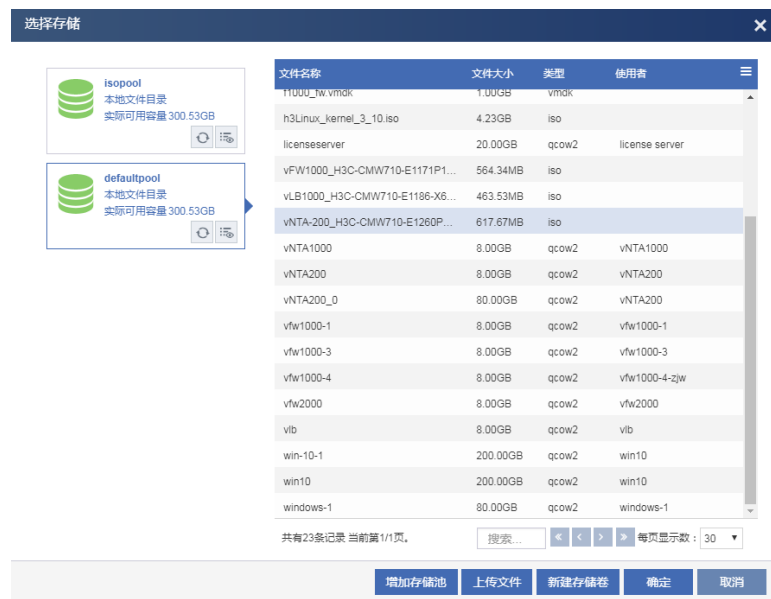 选择存储
isopool
本地文件目录
实际可用容量300.53GB
defaultpool
本地文件目录
实际可用容量300.53GB
文件名称 文件大小 类型 使用者
f1000_fw.vmdk 1.00GB vmdk
h3Linux_kernel_3_10.iso 4.23GB iso
licenseserver 20.00GB qcow2 license server
vFW1000_H3C-CMW710-E1171P1... 564.34MB iso
vLB1000_H3C-CMW710-E1186-X6... 463.53MB iso
vNTA-200_H3C-CMW710-E1260P... 617.67MB iso
vNTA1000 8.00GB qcow2 vNTA1000
vNTA200 8.00GB qcow2 vNTA200
vNTA200_0 80.00GB qcow2 vNTA200
vfw1000-1 8.00GB qcow2 vfw1000-1
vfw1000-3 8.00GB qcow2 vfw1000-3
vfw1000-4 8.00GB qcow2 vfw1000-4-zjw
vfw2000 8.00GB qcow2 vfw2000
vlb 8.00GB qcow2 vlb
win-10-1 200.00GB qcow2 win10
win10 200.00GB qcow2 win10
windows-1 80.00GB qcow2 windows-1
共有23条记录 当前第1/1页。 搜索... « < > » 每页显示数：30
增加存储池 上传文件 新建存储卷 确定 取消